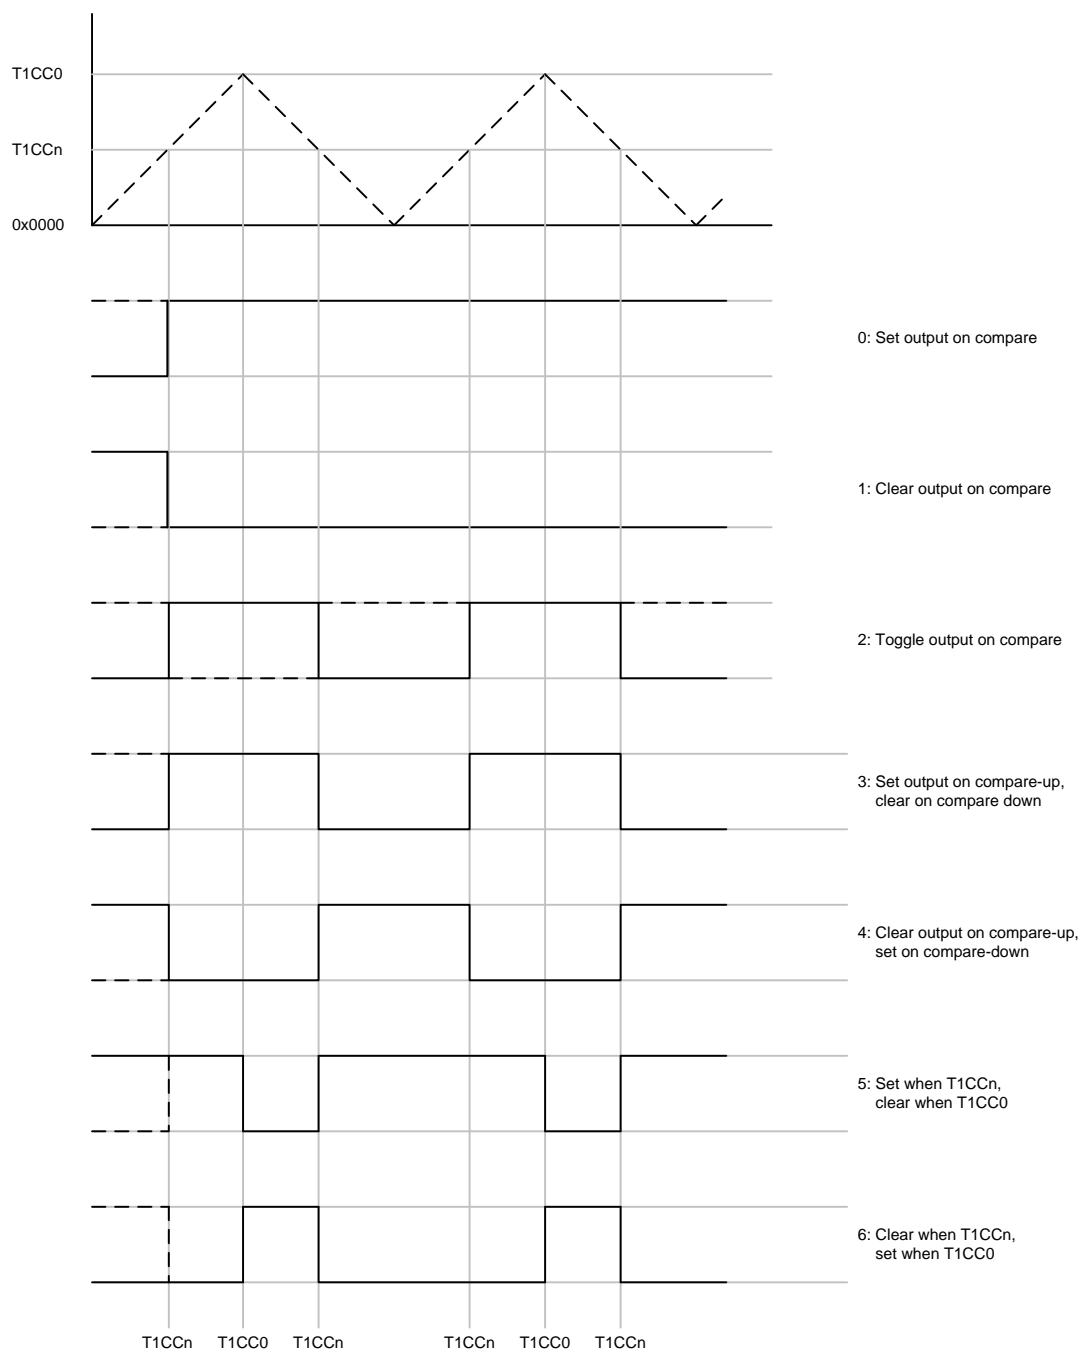 T1CC0
T1CCn
0x0000
0: Set output on compare
1: Clear output on compare
2: Toggle output on compare
3: Set output on compare-up,
clear on compare down
4: Clear output on compare-up,
set on compare-down
5: Set when T1CCn,
clear when T1CC0
6: Clear when T1CCn,
set when T1CC0
T1CCn T1CC0 T1CCn T1CCn T1CC0 T1CCn